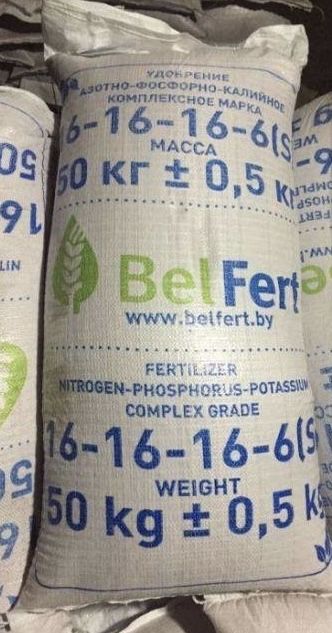 УДОБРЕНИЕ
АЗОТНО-ФОСФОРНО-КАЛИЙНОЕ
КОМПЛЕКСНОЕ МАРКА
6-16-16-6(S
МАССА
50 кг ± 0,5 к
BelFert
www.belfert.by
FERTILIZER
NITROGEN-PHOSPHORUS-POTASSIUM
COMPLEX GRADE
16-16-16-6(S
WEIGHT
50 kg ± 0,5 k